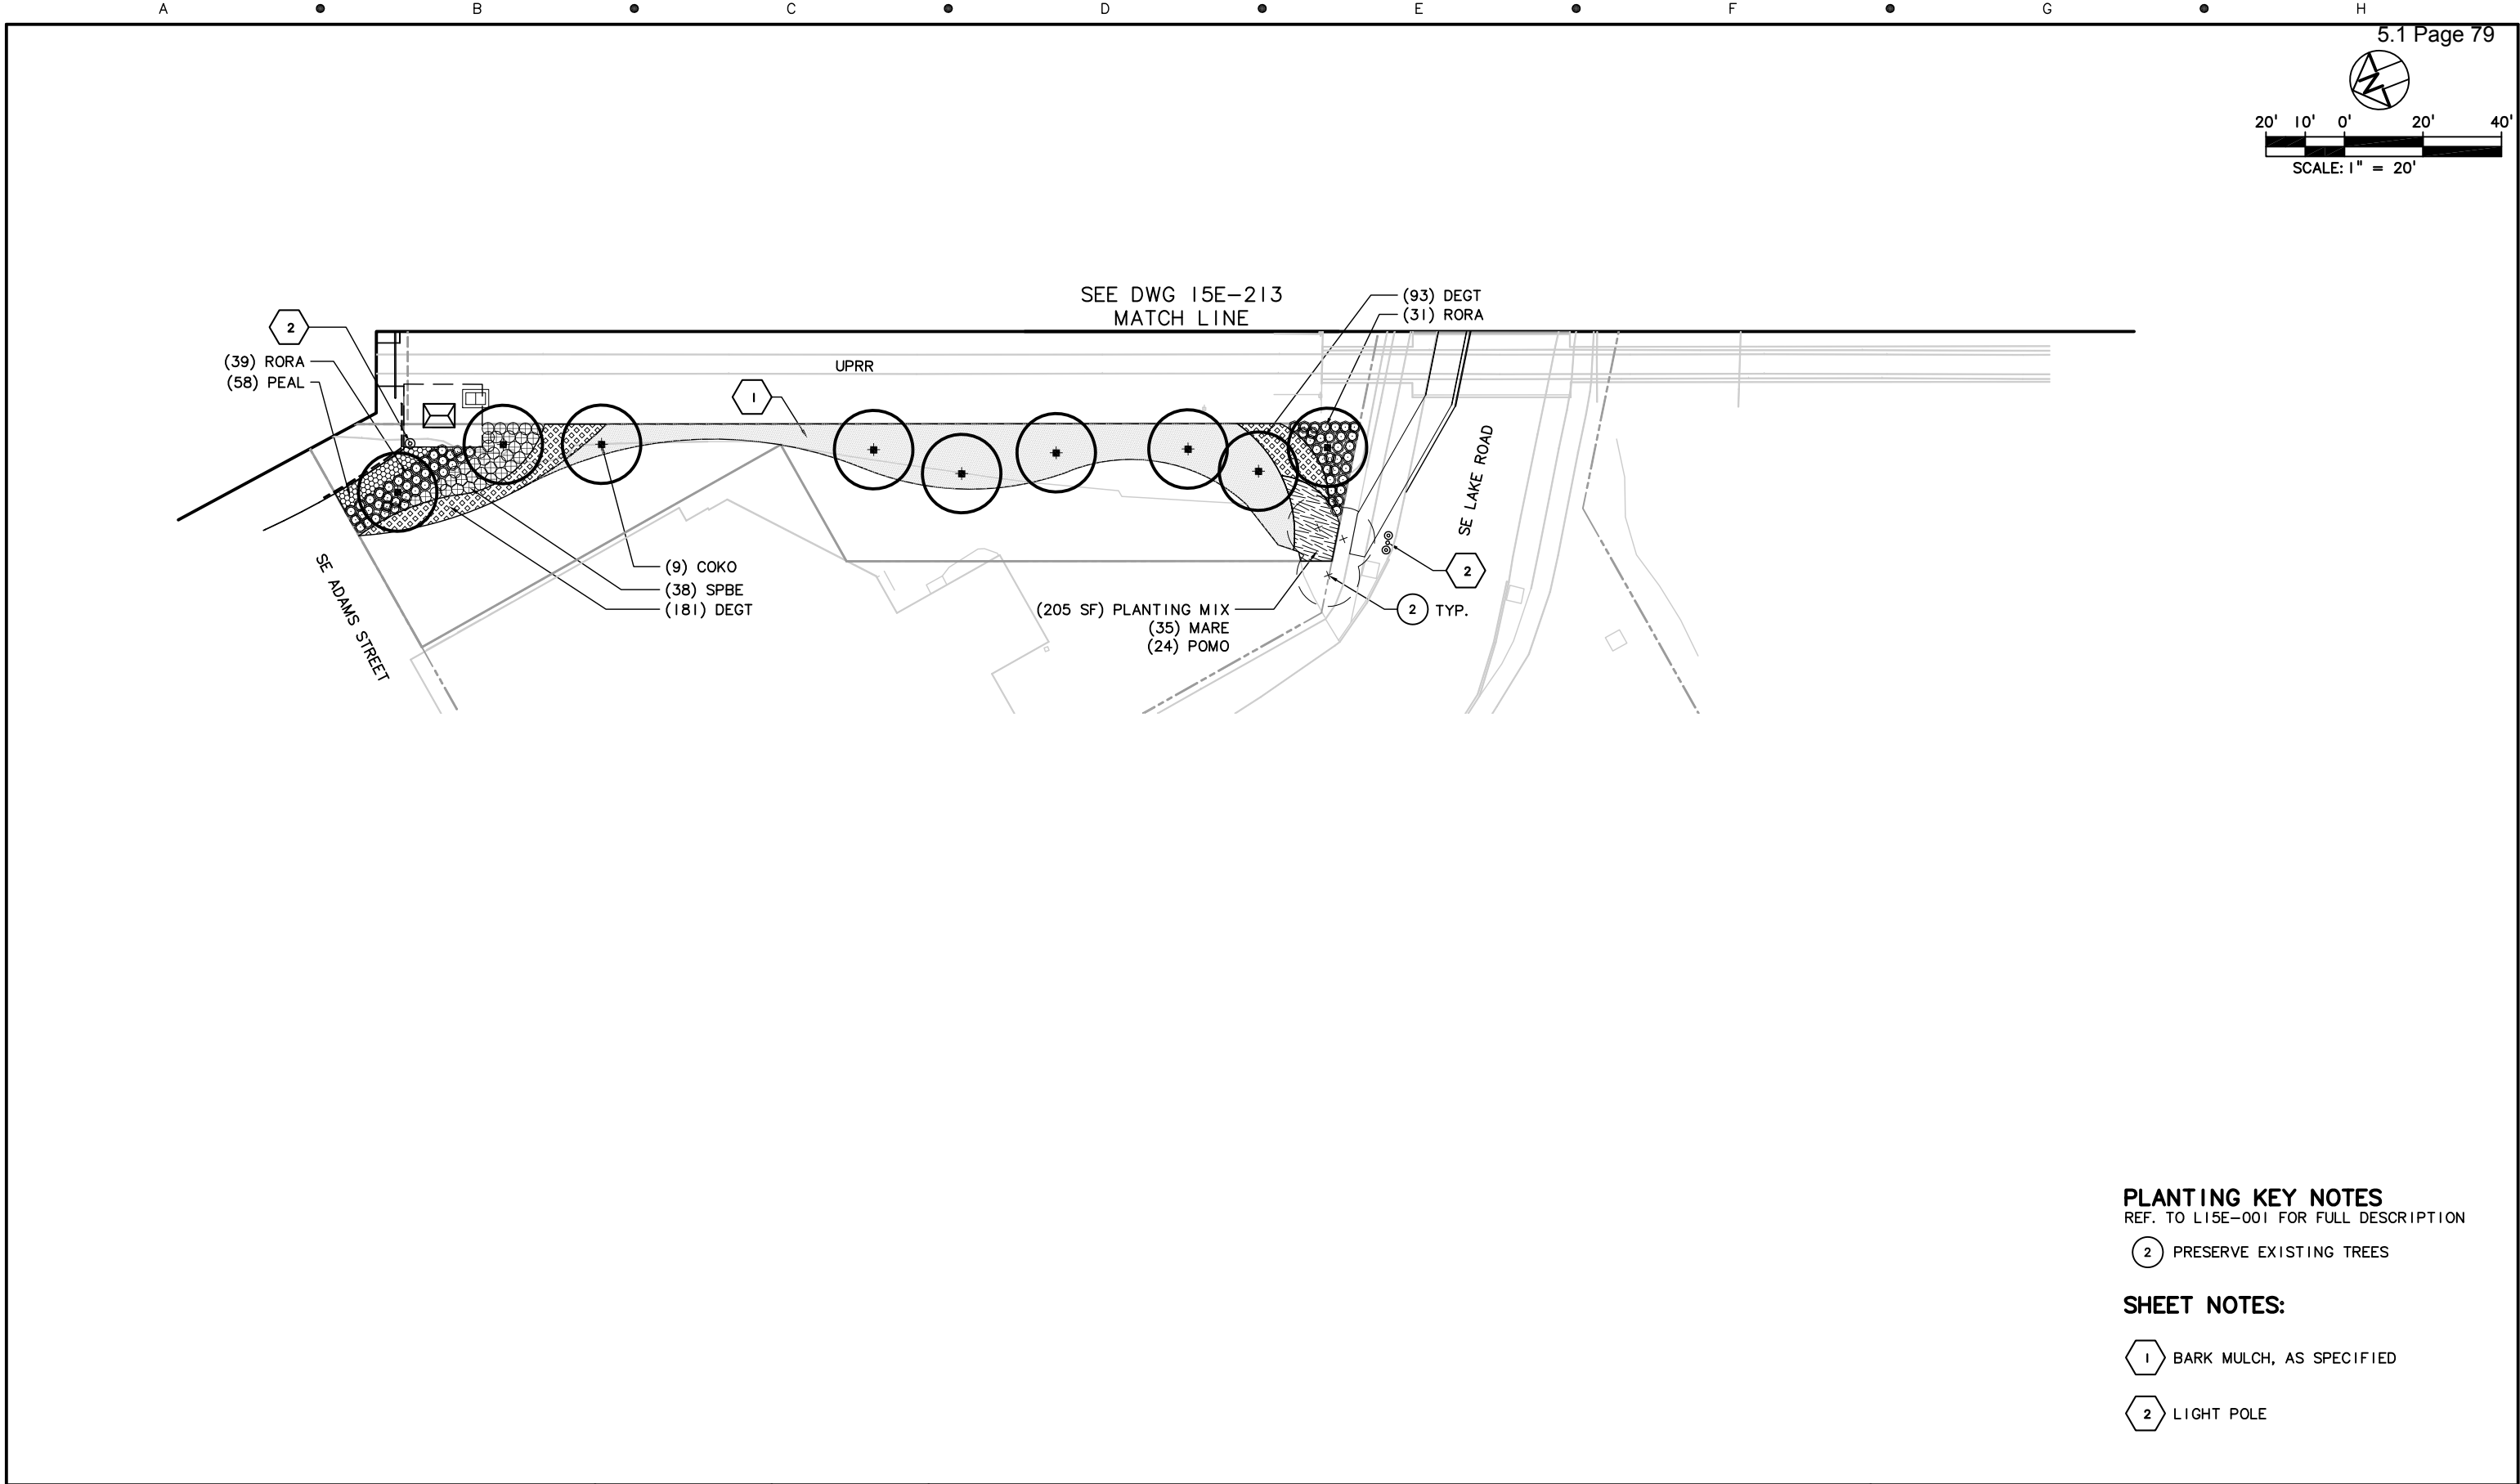 A B C D E F G H
5.1 Page 79
20' 10' 0' 20' 40'
SCALE: 1" = 20'
SEE DWG 15E-213
MATCH LINE
(93) DEGT
(31) RORA
2
(39) RORA
(58) PEAL
UPRR
1
SE LAKE ROAD
SE ADAMS STREET
(9) COKO
(38) SPBE
(181) DEGT
2
(205 SF) PLANTING MIX
(35) MARE
(24) POMO
2 TYP.
PLANTING KEY NOTES
REF. TO L15E-001 FOR FULL DESCRIPTION
2 PRESERVE EXISTING TREES
SHEET NOTES:
1 BARK MULCH, AS SPECIFIED
2 LIGHT POLE